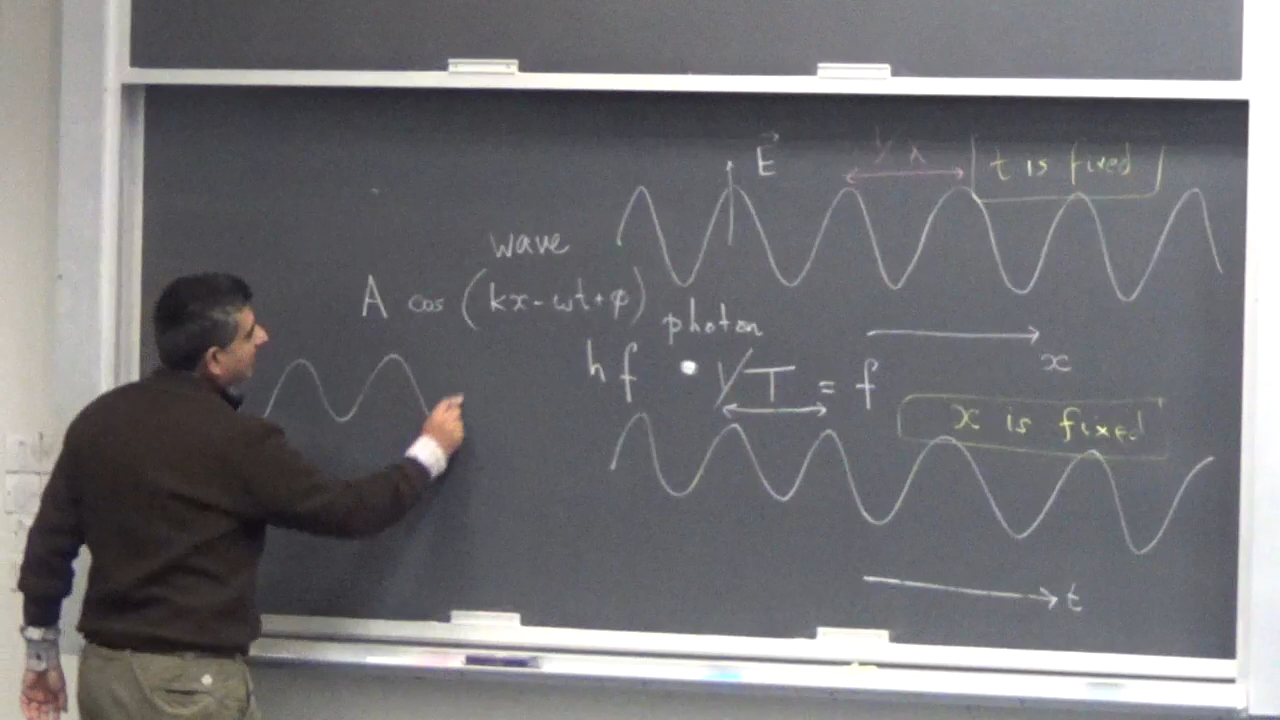 E⃗
1/λ
t is fixed
wave
A cos (kx-ωt+φ)
photon
x
hf
1/T = f
x is fixed
t